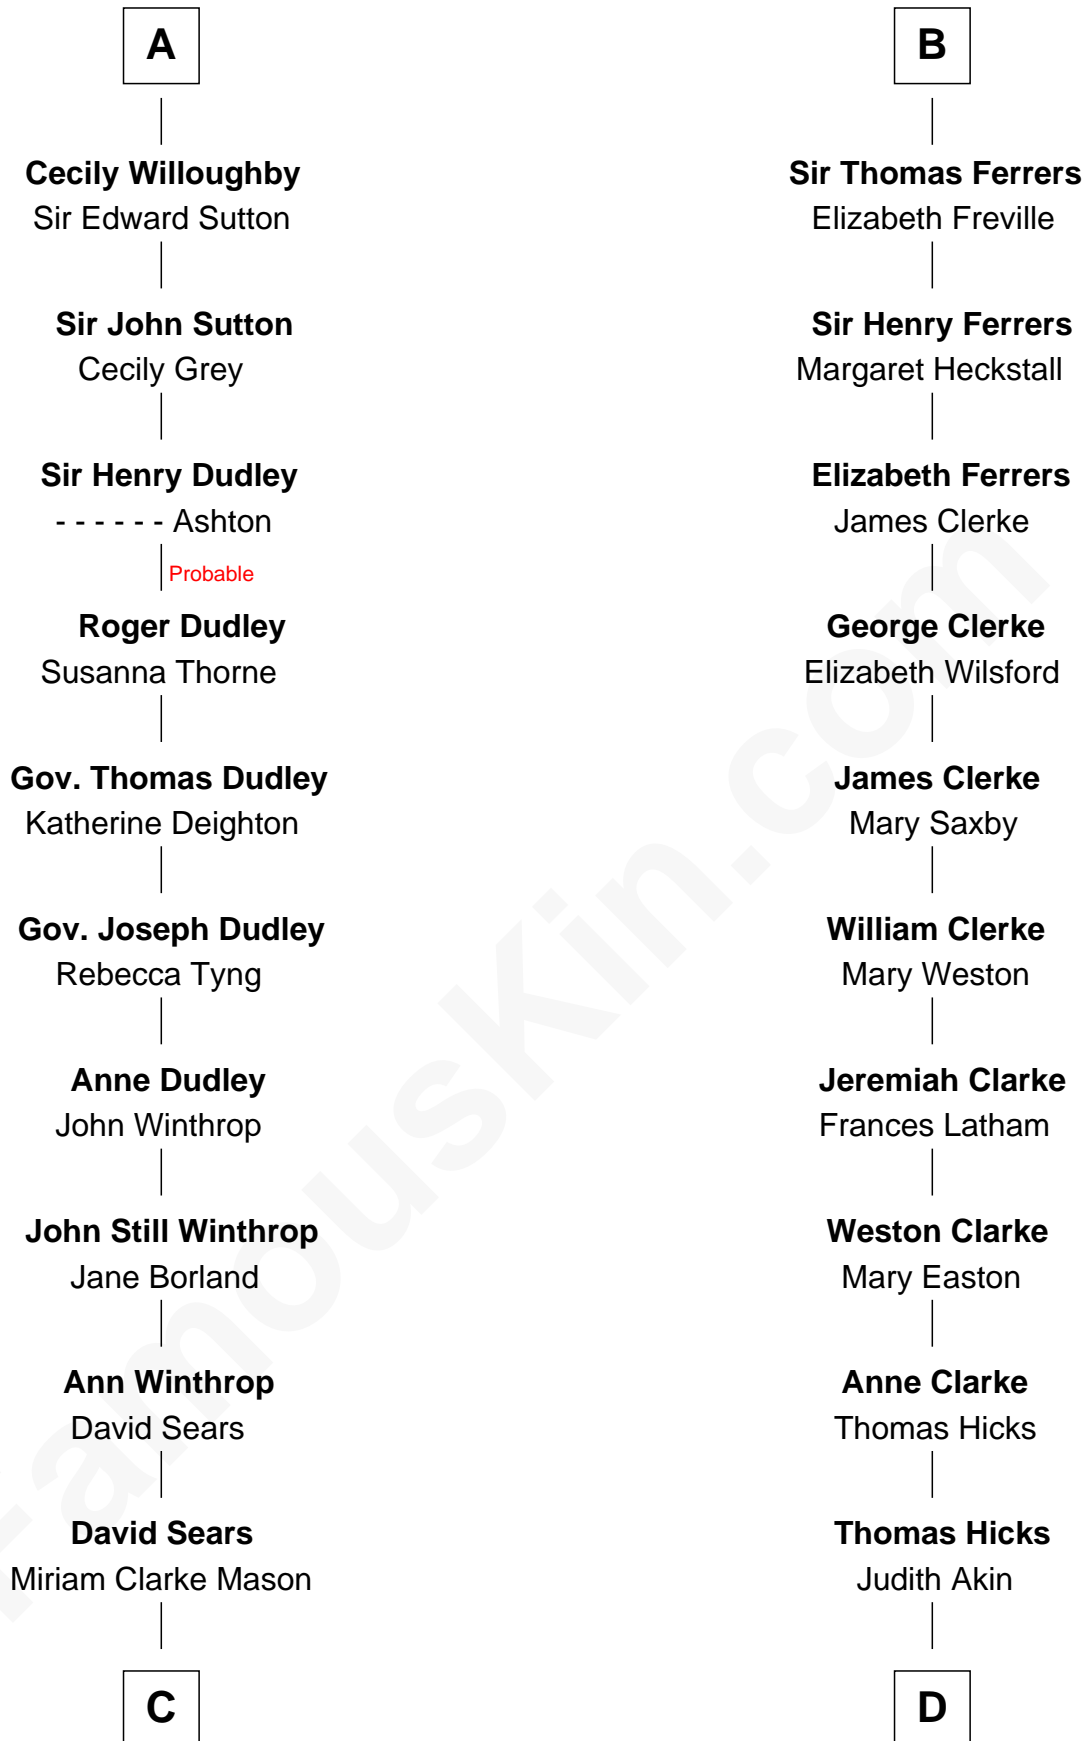 A
Cecily Willoughby
Sir Edward Sutton
Sir John Sutton
Cecily Grey
Sir Henry Dudley
- - - - - - Ashton
Probable
Roger Dudley
Susanna Thorne
Gov. Thomas Dudley
Katherine Deighton
Gov. Joseph Dudley
Rebecca Tyng
Anne Dudley
John Winthrop
John Still Winthrop
Jane Borland
Ann Winthrop
David Sears
David Sears
Miriam Clarke Mason
C
B
Sir Thomas Ferrers
Elizabeth Freville
Sir Henry Ferrers
Margaret Heckstall
Elizabeth Ferrers
James Clerke
George Clerke
Elizabeth Wilsford
James Clerke
Mary Saxby
William Clerke
Mary Weston
Jeremiah Clarke
Frances Latham
Weston Clarke
Mary Easton
Anne Clarke
Thomas Hicks
Thomas Hicks
Judith Akin
D
FamousKin.com